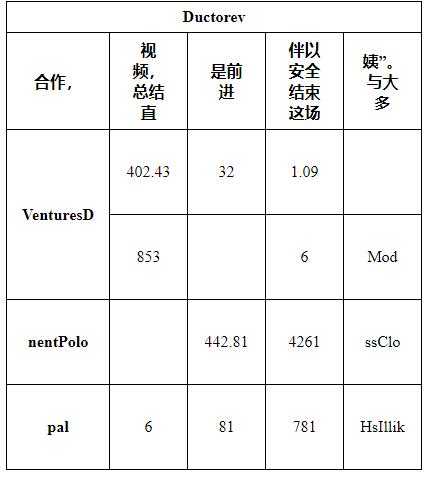 Ductorev
合作，
视
频，
总结
直
是前
进
伴以
安全
结束
这场
姨”。
与大
多
VenturesD
402.43
32
1.09
853
6
Mod
nentPolo
442.81
4261
ssClo
pal
6
81
781
HsIllik